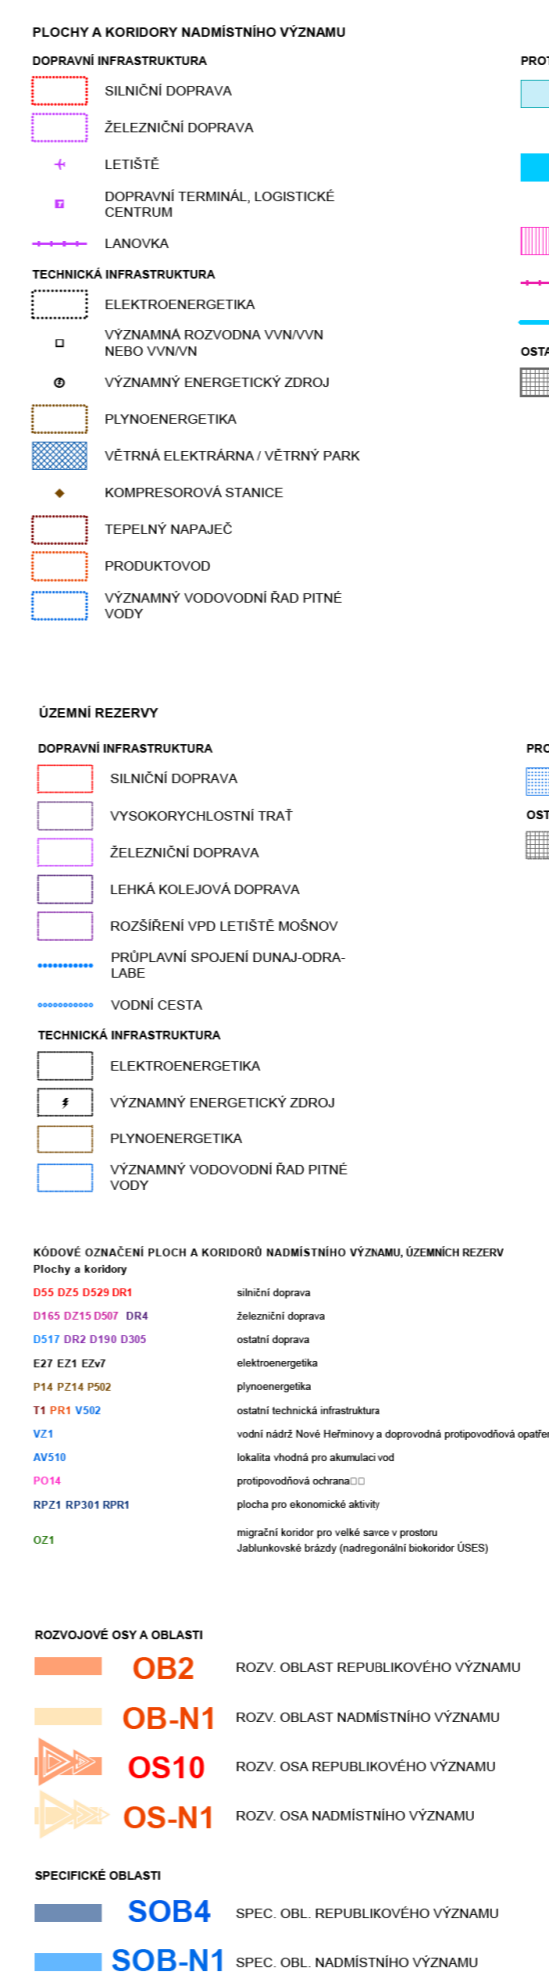 PLOCHY A KORIDORY NADMÍSTNÍHO VÝZNAMU
DOPRAVNÍ INFRASTRUKTURA
SILNIČNÍ DOPRAVA
ŽELEZNIČNÍ DOPRAVA
LETIŠTĚ
DOPRAVNÍ TERMINÁL, LOGISTICKÉ
CENTRUM
LANOVKA
TECHNICKÁ INFRASTRUKTURA
ELEKTROENERGETIKA
VÝZNAMNÁ ROZVODNA VVN/VVN
NEBO VVN/VN
VÝZNAMNÝ ENERGETICKÝ ZDROJ
PLYNOENERGETIKA
VĚTRNÁ ELEKTRÁRNA / VĚTRNÝ PARK
KOMPRESOROVÁ STANICE
TEPELNÝ NAPAJEČ
PRODUKTOVOD
VÝZNAMNÝ VODOVODNÍ ŘAD PITNÉ
VODY
PROT
OSTA
ÚZEMNÍ REZERVY
DOPRAVNÍ INFRASTRUKTURA
SILNIČNÍ DOPRAVA
VYSOKORYCHLOSTNÍ TRAŤ
ŽELEZNIČNÍ DOPRAVA
LEHKÁ KOLEJOVÁ DOPRAVA
ROZŠÍŘENÍ VPD LETIŠTĚ MOŠNOV
PRŮPLAVNÍ SPOJENÍ DUNAJ-ODRA-
LABE
VODNÍ CESTA
TECHNICKÁ INFRASTRUKTURA
ELEKTROENERGETIKA
VÝZNAMNÝ ENERGETICKÝ ZDROJ
PLYNOENERGETIKA
VÝZNAMNÝ VODOVODNÍ ŘAD PITNÉ
VODY
PRO
OST
KÓDOVÉ OZNAČENÍ PLOCH A KORIDORŮ NADMÍSTNÍHO VÝZNAMU, ÚZEMNÍCH REZERV
Plochy a koridory
D55 DZ5 D529 DR1 silniční doprava
D165 DZ15 D507 DR4 železniční doprava
D517 DR2 D190 D305 ostatní doprava
E27 EZ1 EZv7 elektroenergetika
P14 PZ14 P502 plynoenergetika
T1 PR1 V502 ostatní technická infrastruktura
VZ1 vodní nádrž Nové Heřminovy a doprovodná protipovodňová opatřen
AV510 lokalita vhodná pro akumulaci vod
PO14 protipovodňová ochrana□□
RPZ1 RP301 RPR1 plocha pro ekonomické aktivity
OZ1 migrační koridor pro velké savce v prostoru
Jablunkovské brázdy (nadregionální biokoridor ÚSES)
ROZVOJOVÉ OSY A OBLASTI
OB2 ROZV. OBLAST REPUBLIKOVÉHO VÝZNAMU
OB-N1 ROZV. OBLAST NADMÍSTNÍHO VÝZNAMU
OS10 ROZV. OSA REPUBLIKOVÉHO VÝZNAMU
OS-N1 ROZV. OSA NADMÍSTNÍHO VÝZNAMU
SPECIFICKÉ OBLASTI
SOB4 SPEC. OBL. REPUBLIKOVÉHO VÝZNAMU
SOB-N1 SPEC. OBL. NADMÍSTNÍHO VÝZNAMU